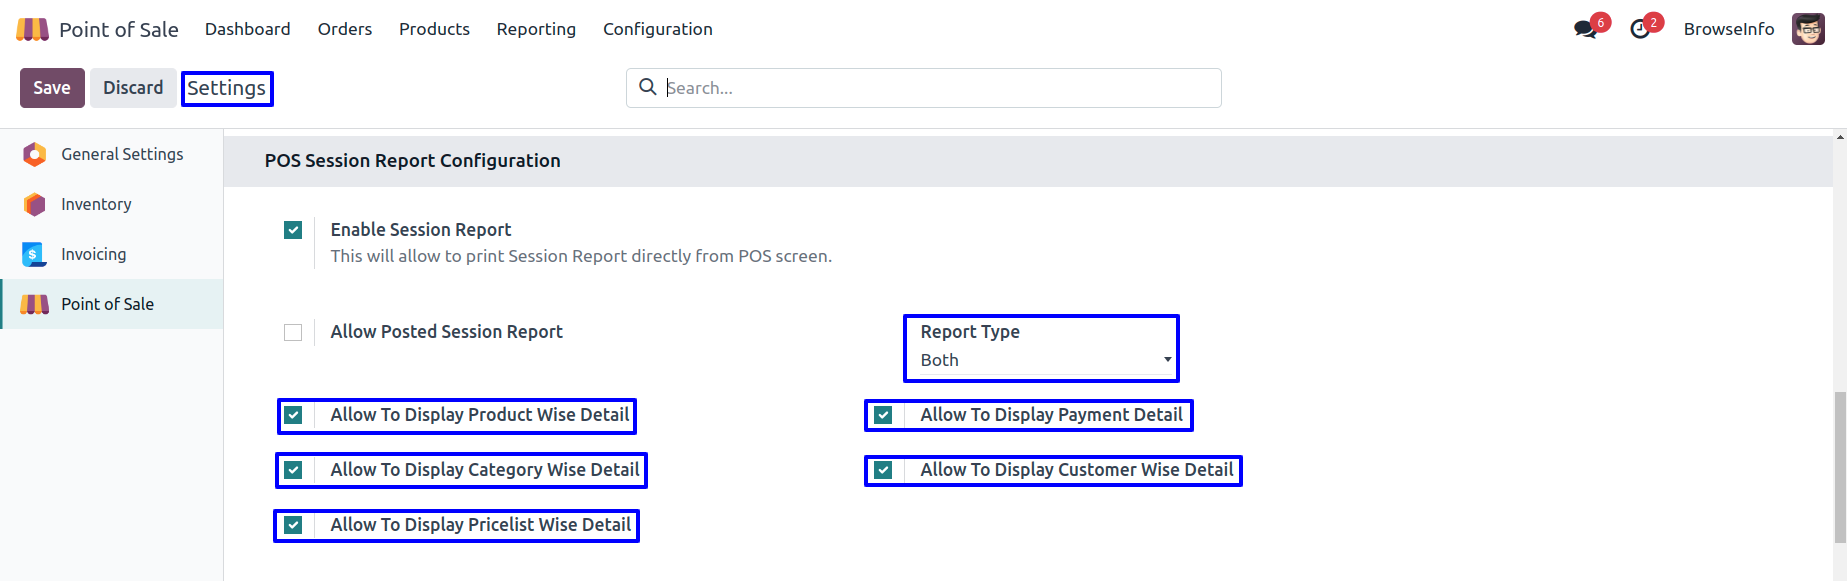 Point of Sale Dashboard Orders Products Reporting Configuration 6 2 BrowseInfo
Save Discard Settings Search...
General Settings
Inventory
Invoicing
Point of Sale
POS Session Report Configuration
Enable Session Report
This will allow to print Session Report directly from POS screen.
Allow Posted Session Report
Report Type
Both
Allow To Display Product Wise Detail
Allow To Display Payment Detail
Allow To Display Category Wise Detail
Allow To Display Customer Wise Detail
Allow To Display Pricelist Wise Detail